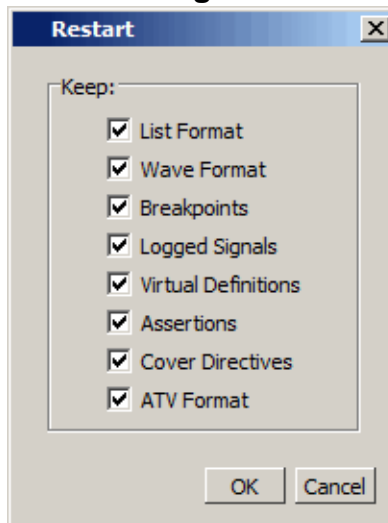 Restart
Keep:
List Format
Wave Format
Breakpoints
Logged Signals
Virtual Definitions
Assertions
Cover Directives
ATV Format
OK Cancel